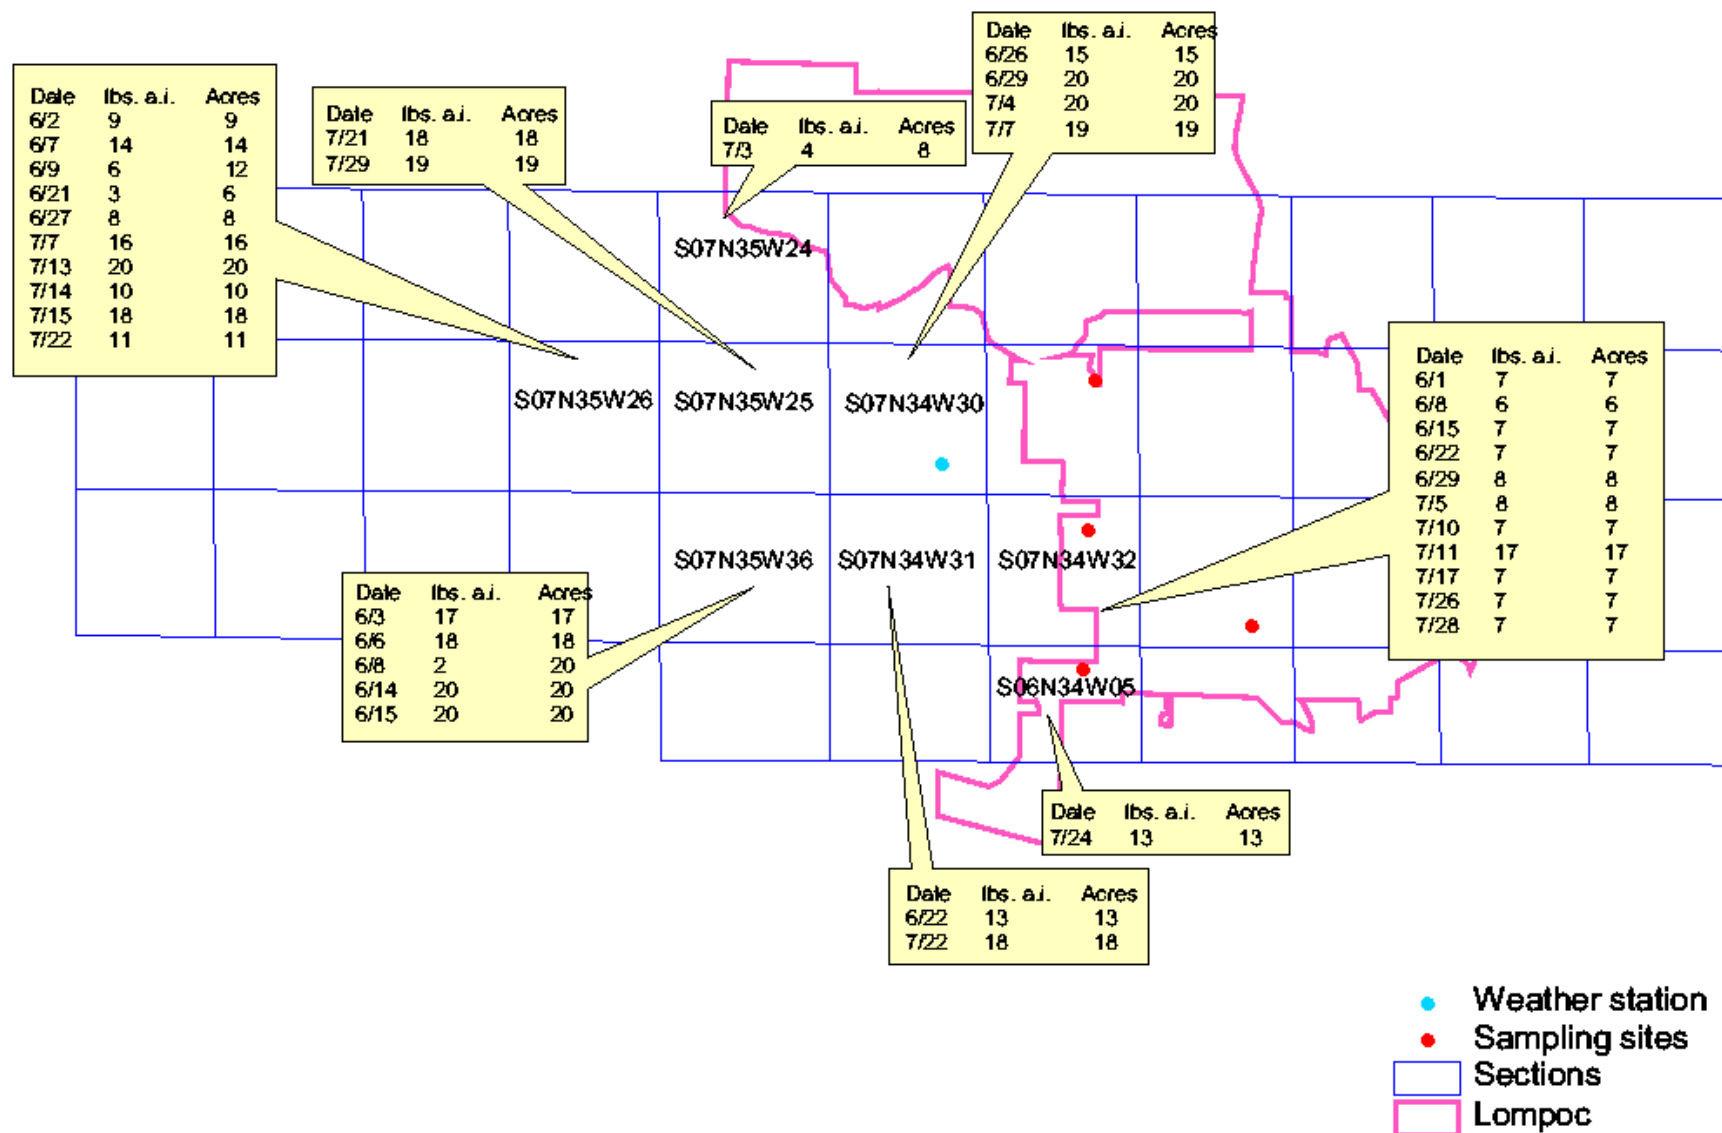 Date lbs. a.i. Acres
6/26 15 15
6/29 20 20
7/4 20 20
7/7 19 19
Date lbs. a.i. Acres
6/2 9 9
6/7 14 14
6/9 6 12
6/21 3 6
6/27 8 8
7/7 16 16
7/13 20 20
7/14 10 10
7/15 18 18
7/22 11 11
Date lbs. a.i. Acres
7/21 18 18
7/29 19 19
Date lbs. a.i. Acres
7/3 4 8
S07N35W24
S07N35W26 S07N35W25 S07N34W30
Date lbs. a.i. Acres
6/1 7 7
6/8 6 6
6/15 7 7
6/22 7 7
6/29 8 8
7/5 8 8
7/10 7 7
7/11 17 17
7/17 7 7
7/26 7 7
7/28 7 7
S07N35W36 S07N34W31 S07N34W32
Date lbs. a.i. Acres
6/3 17 17
6/6 18 18
6/8 2 20
6/14 20 20
6/15 20 20
S06N34W05
Date lbs. a.i. Acres
7/24 13 13
Date lbs. a.i. Acres
6/22 13 13
7/22 18 18
Weather station
Sampling sites
Sections
Lompoc